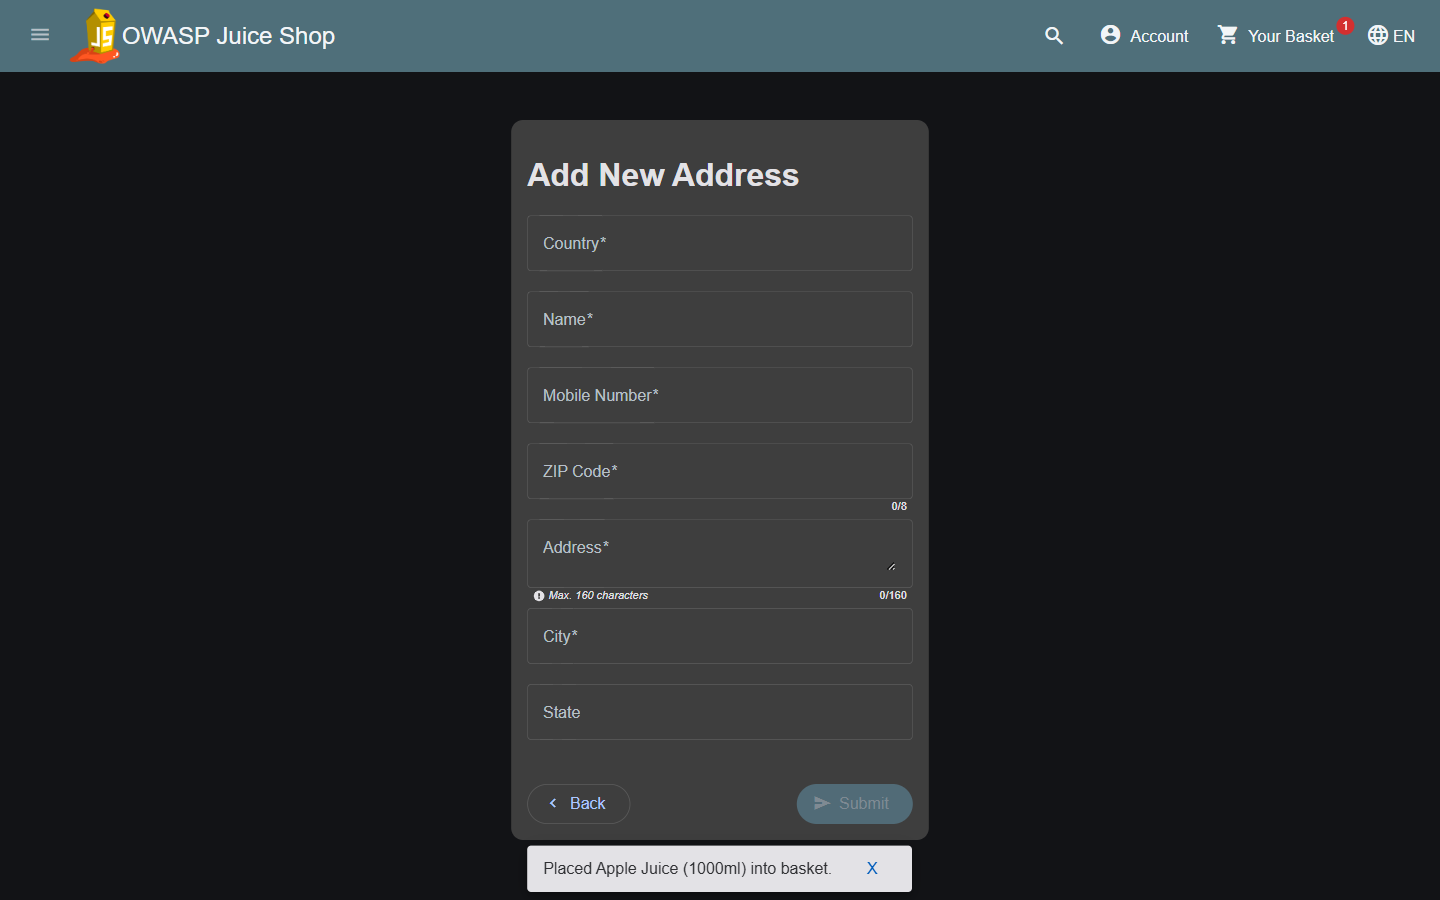 JS
OWASP Juice Shop
Account
Your Basket
1
EN
Add New Address
Country*
Name*
Mobile Number*
ZIP Code*
0/8
Address*
Max. 160 characters
0/160
City*
State
Back
Submit
Placed Apple Juice (1000ml) into basket.
X